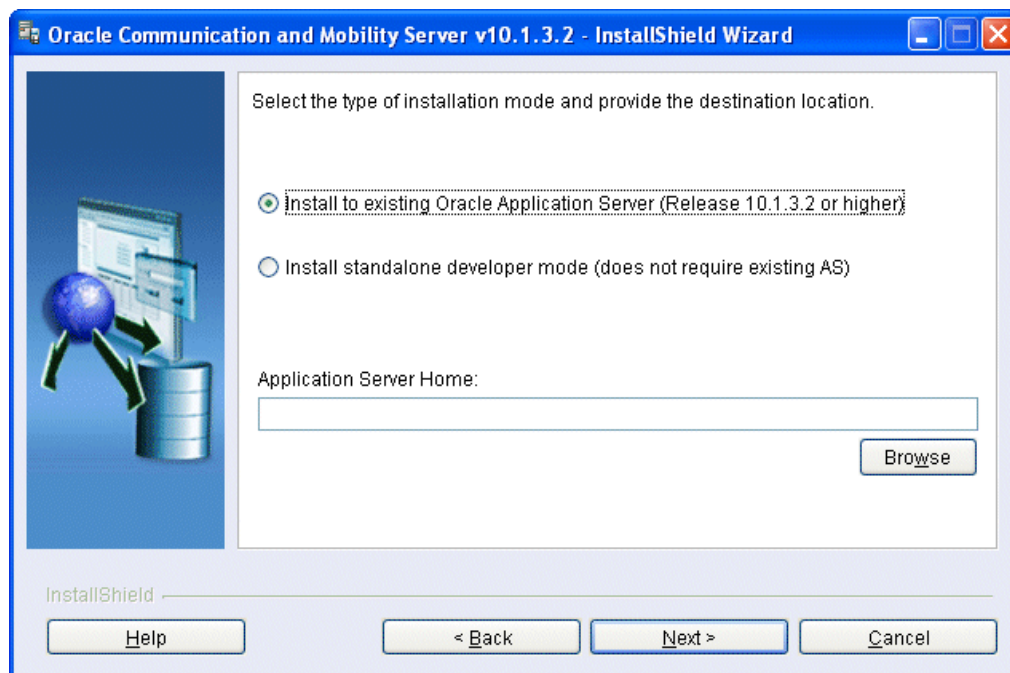 Oracle Communication and Mobility Server v10.1.3.2 - InstallShield Wizard
Select the type of installation mode and provide the destination location.
Install to existing Oracle Application Server (Release 10.1.3.2 or higher)
Install standalone developer mode (does not require existing AS)
Application Server Home:
Browse
InstallShield
Help
< Back
Next >
Cancel